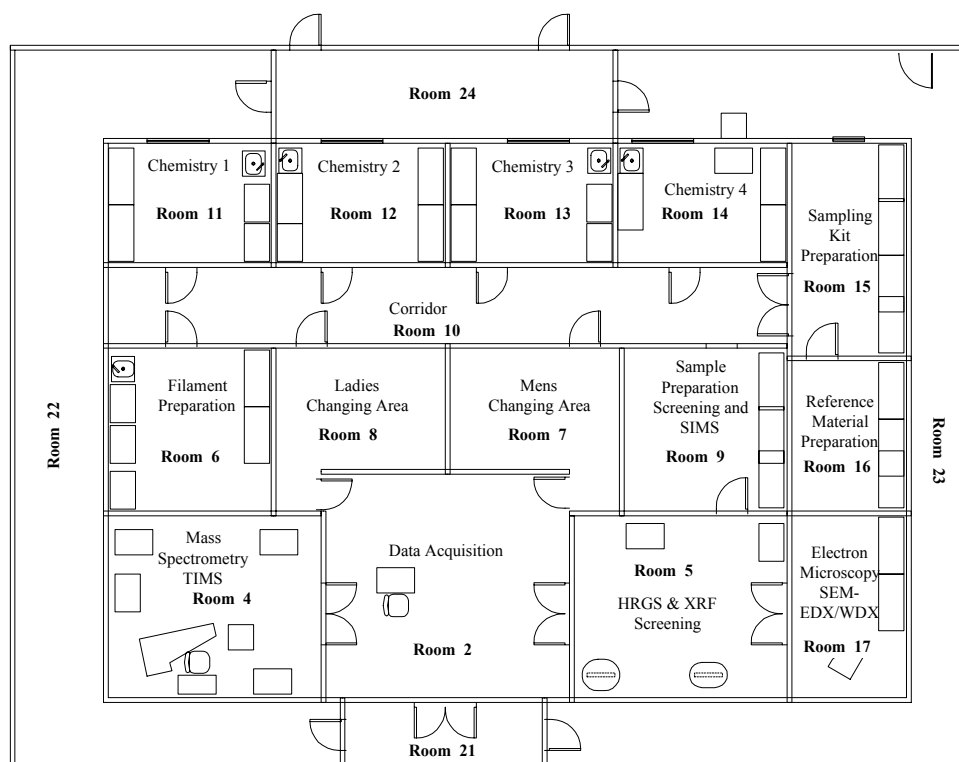 Room 24
Chemistry 1
Room 11
Chemistry 2
Room 12
Chemistry 3
Room 13
Chemistry 4
Room 14
Sampling
Kit
Preparation
Room 15
Corridor
Room 10
Room 22
Filament
Preparation
Room 6
Ladies
Changing Area
Room 8
Mens
Changing Area
Room 7
Sample
Preparation
Screening and
SIMS
Room 9
Reference
Material
Preparation
Room 16
Room 23
Mass
Spectrometry
TIMS
Room 4
Data Acquisition
Room 2
Room 5
HRGS & XRF
Screening
Electron
Microscopy
SEM-
EDX/WDX
Room 17
Room 21